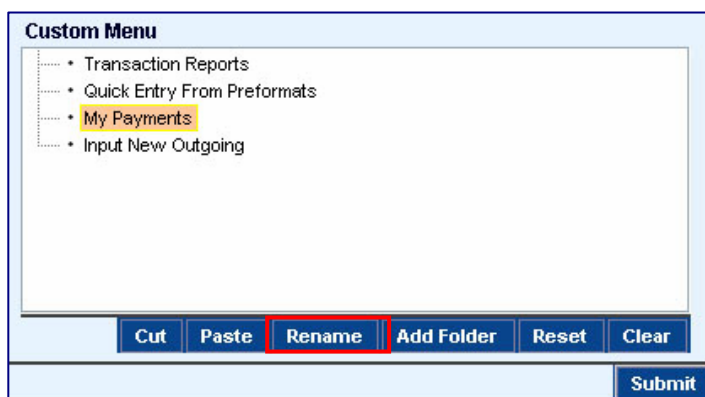 Custom Menu
• Transaction Reports
• Quick Entry From Preformats
• My Payments
• Input New Outgoing
Cut Paste Rename Add Folder Reset Clear
Submit